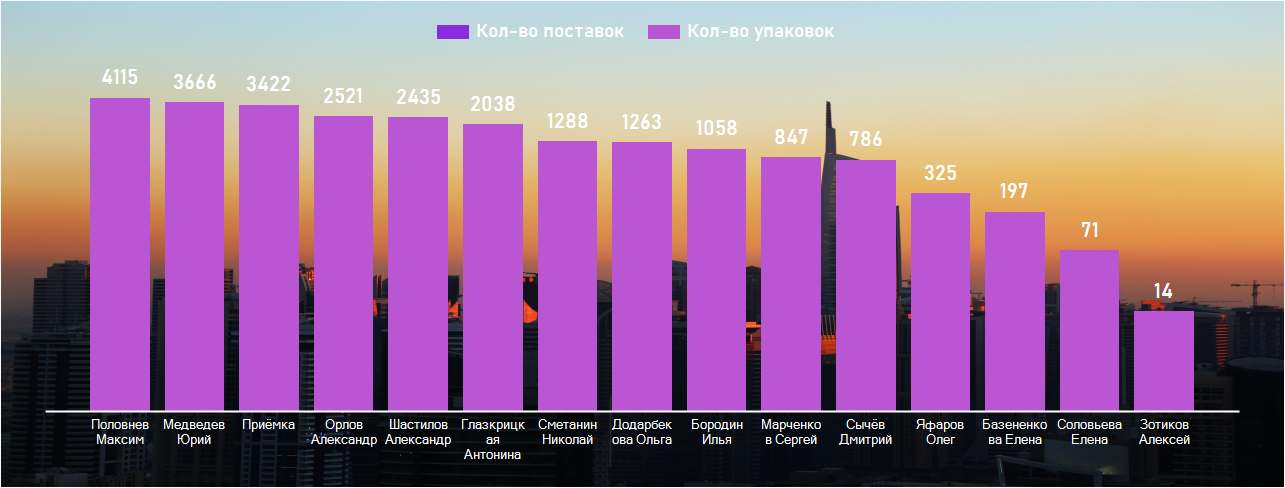 Кол-во поставок Кол-во упаковок
4115 3666 3422 2521 2435 2038 1288 1263 1058 847 786 325 197 71 14
Половнев Медведев Приёмка Орлов Шастилов Глазкрицк Сметанин Додарбек Бородин Марченко Сычёв Яфаров Базененко Соловьева Зотиков
Максим Юрий Александр Александр ая Николай ова Ольга Илья в Сергей Дмитрий Олег ва Елена Елена Алексей
Антонина